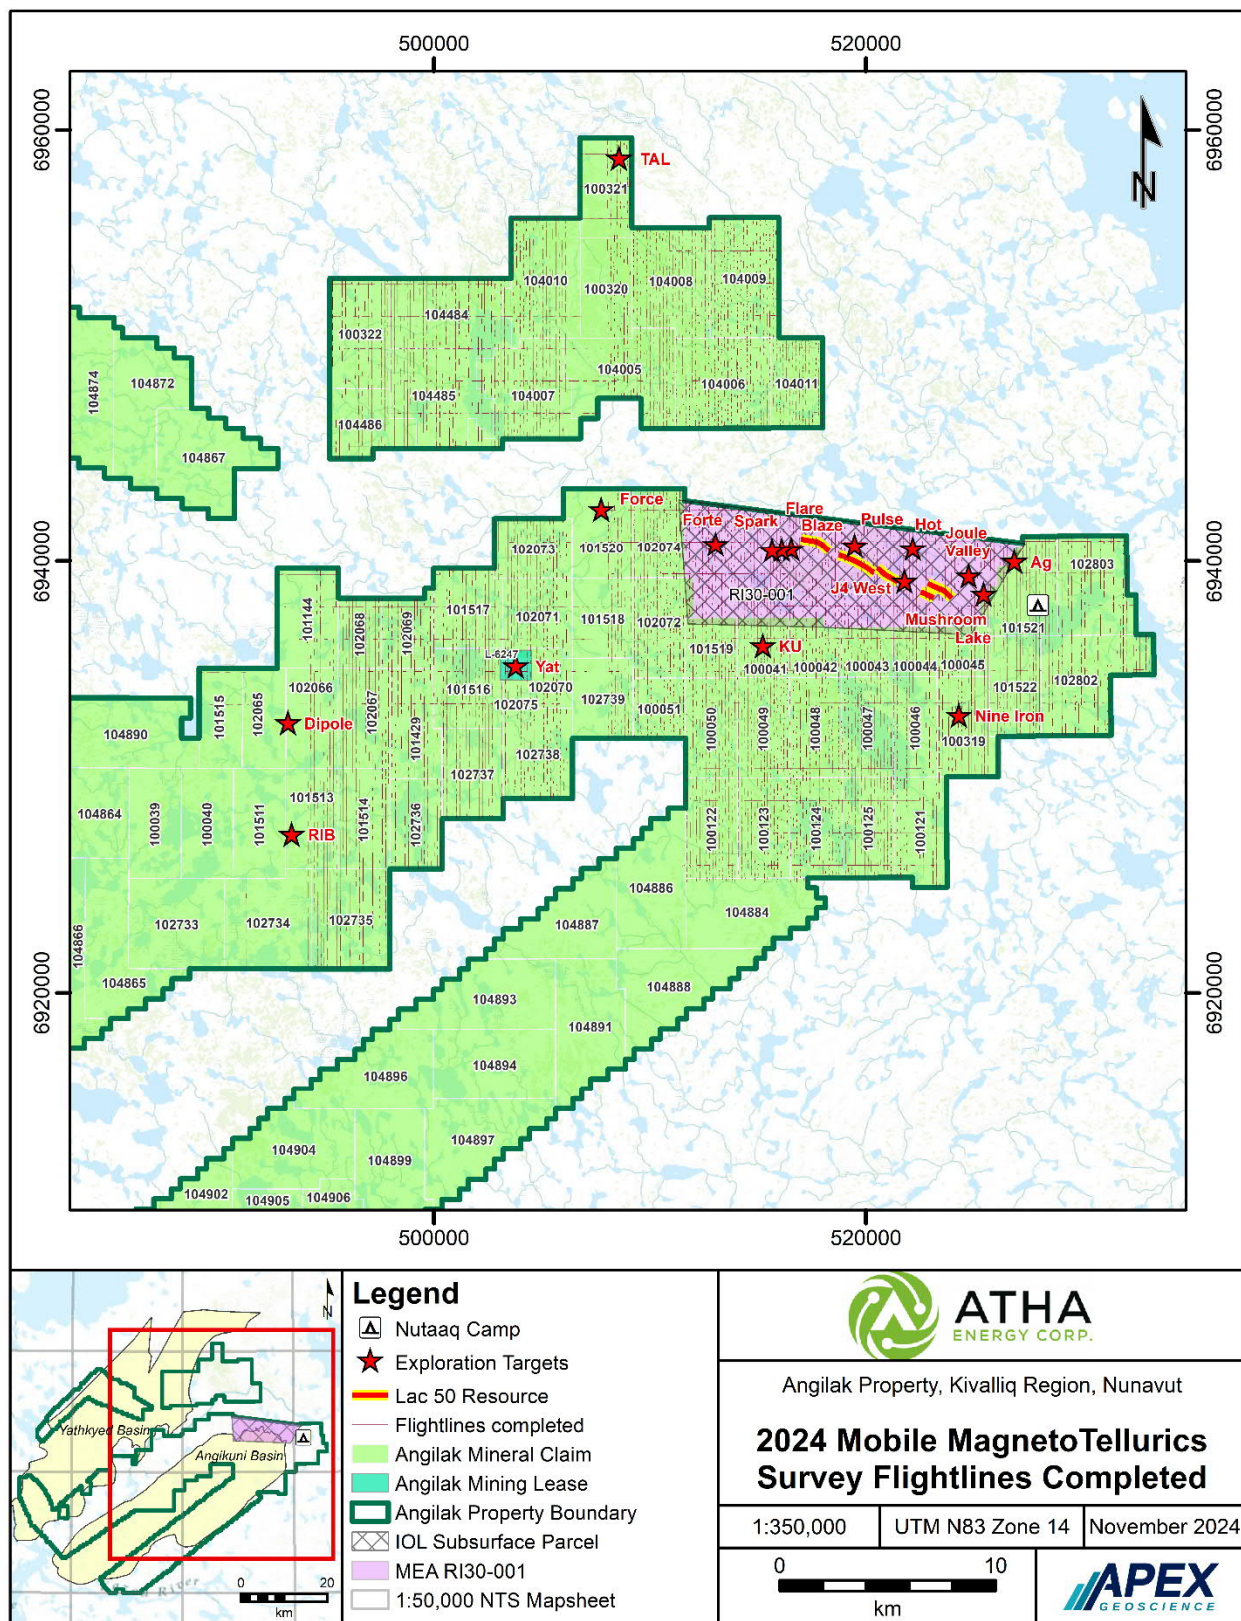 500000
520000
6960000
6960000
N
TAL
100321
104010
100320
104008
104009
100322
104484
104005
104006
104011
104874
104872
104485
104007
104486
104867
Force
Forte
Spark
Flare
Blaze
Pulse
Hot
Joule
Valley
Ag
102073
101520
102074
102803
6940000
6940000
J4 West
RI30-001
Mushroom
Lake
101144
102068
102069
101517
102071
101518
102072
101521
L-6247
Yat
101519
KU
100041
100042
100043
100044
100045
102066
102067
101516
102070
102075
102739
100051
101522
102802
101515
102065
Dipole
101429
100050
100049
100048
100047
100046
Nine Iron
100319
104890
102737
102738
104864
100039
100040
101511
101513
101514
102736
RIB
100122
100123
100124
100125
100121
104886
104884
104887
104866
102733
102734
102735
104865
104888
6920000
6920000
104893
104891
104894
104896
104904
104897
104899
104902
104905
104906
500000
520000
N
Yathkyed Basin
Angikuni Basin
River
0
20
km
Legend
Nutaaq Camp
Exploration Targets
Lac 50 Resource
Flightlines completed
Angilak Mineral Claim
Angilak Mining Lease
Angilak Property Boundary
IOL Subsurface Parcel
MEA RI30-001
1:50,000 NTS Mapsheet
ATHA
ENERGY CORP.
Angilak Property, Kivalliq Region, Nunavut
2024 Mobile MagnetoTellurics
Survey Flightlines Completed
1:350,000
UTM N83 Zone 14
November 2024
0
10
km
APEX
GEOSCIENCE